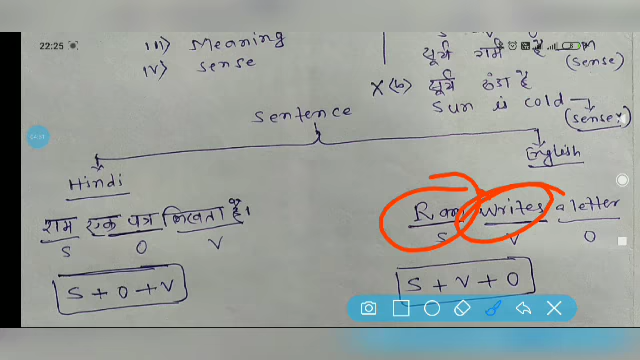 22:25
III) Meaning
IV) Sense
सूर्य गर्म है
(sense)
X (b) सूर्य ठंडा है
Sun is cold → (sense x)
Sentence
Hindi
English
राम एक पत्र लिखता है।
S O V
S + O + V
Ram writes a letter
S V O
S + V + O